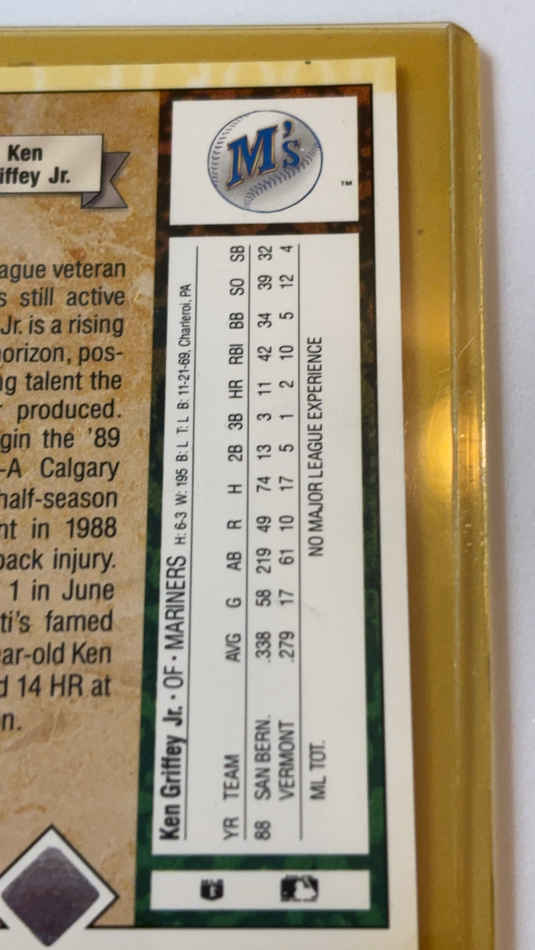 Ken
iffey Jr.
ague veteran
s still active
Jr. is a rising
horizon, pos-
ng talent the
produced.
gin the '89
-A Calgary
half-season
nt in 1988
back injury.
1 in June
ti's famed
ar-old Ken
d 14 HR at
n.
M's
TM
Ken Griffey Jr. • OF • MARINERS H: 6-3 W: 195 B: L T: L B: 11-21-69, Charleroi, PA
YR TEAM AVG G AB R H 2B 3B HR RBI BB SO SB
88 SAN BERN. .338 58 219 49 74 13 3 11 42 34 39 32
VERMONT .279 17 61 10 17 5 1 2 10 5 12 4
ML TOT. NO MAJOR LEAGUE EXPERIENCE